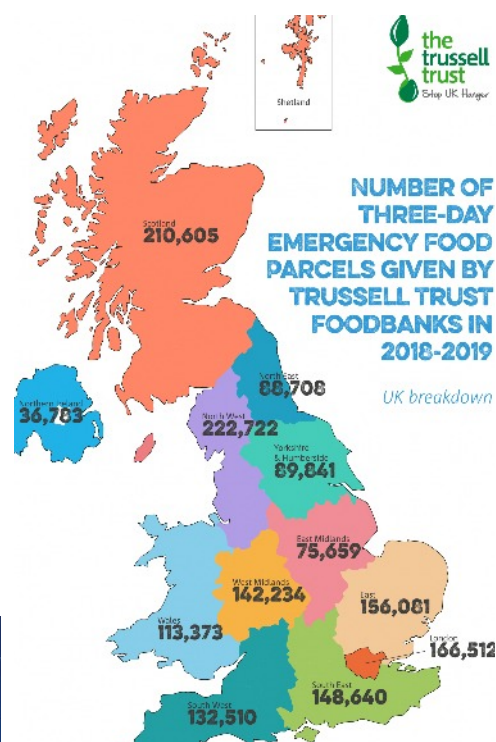 the
trussell
trust
Stop UK Hunger
Shetland
NUMBER OF
THREE-DAY
EMERGENCY FOOD
PARCELS GIVEN BY
TRUSSELL TRUST
FOODBANKS IN
2018-2019
UK breakdown
Scotland
210,605
North East
88,708
Northern Ireland
36,783
North West
222,722
Yorkshire
& Humberside
89,841
East Midlands
75,659
West Midlands
142,234
East
156,081
Wales
113,373
London
166,512
South East
148,640
South West
132,510